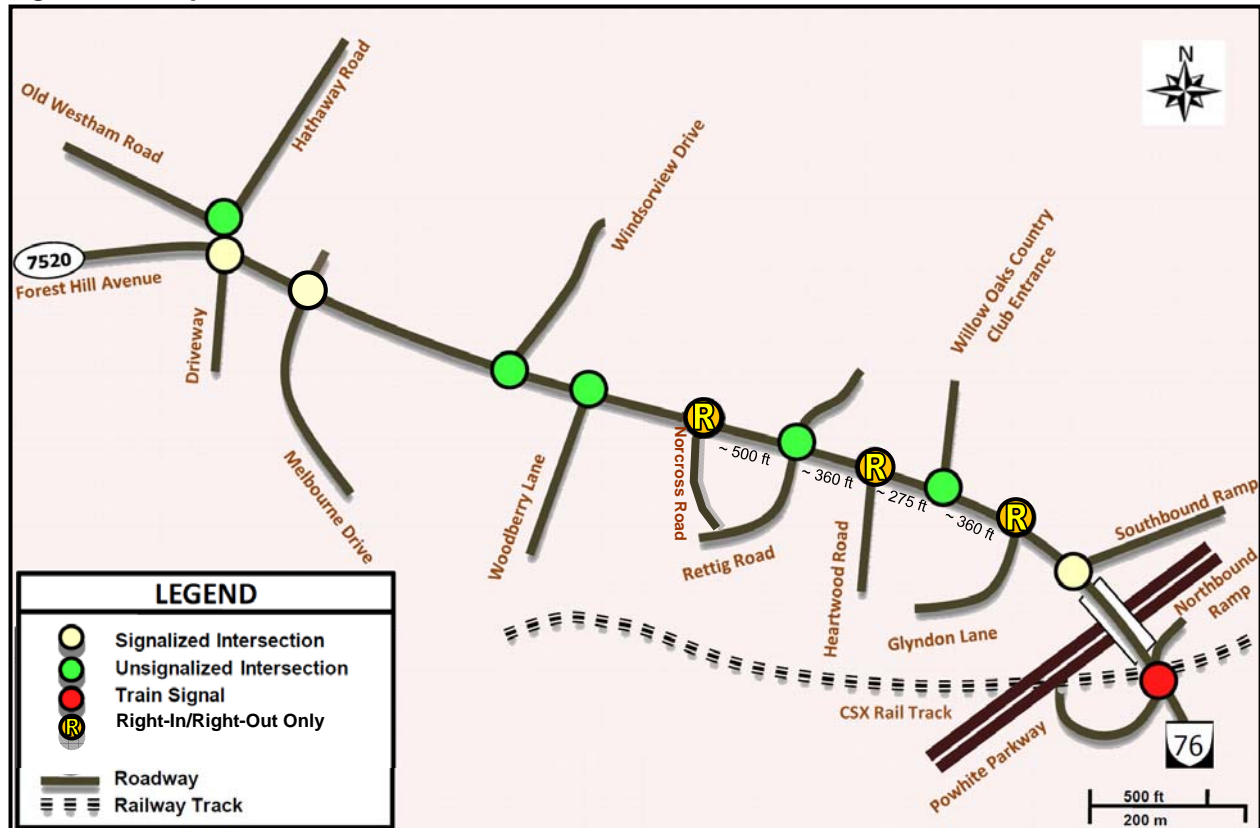 N
Old Westham Road
Hathaway Road
7520
Forest Hill Avenue
Driveway
Melbourne Drive
Windsorview Drive
Woodberry Lane
R
Norcross Road
~ 500 ft
Rettig Road
~ 360 ft
R
Heartwood Road
~ 275 ft
Willow Oaks Country
Club Entrance
~ 360 ft
R
Glyndon Lane
Southbound Ramp
Northbound
Ramp
CSX Rail Track
Powhite Parkway
76
500 ft
200 m
LEGEND
Signalized Intersection
Unsignalized Intersection
Train Signal
R
Right-In/Right-Out Only
Roadway
Railway Track